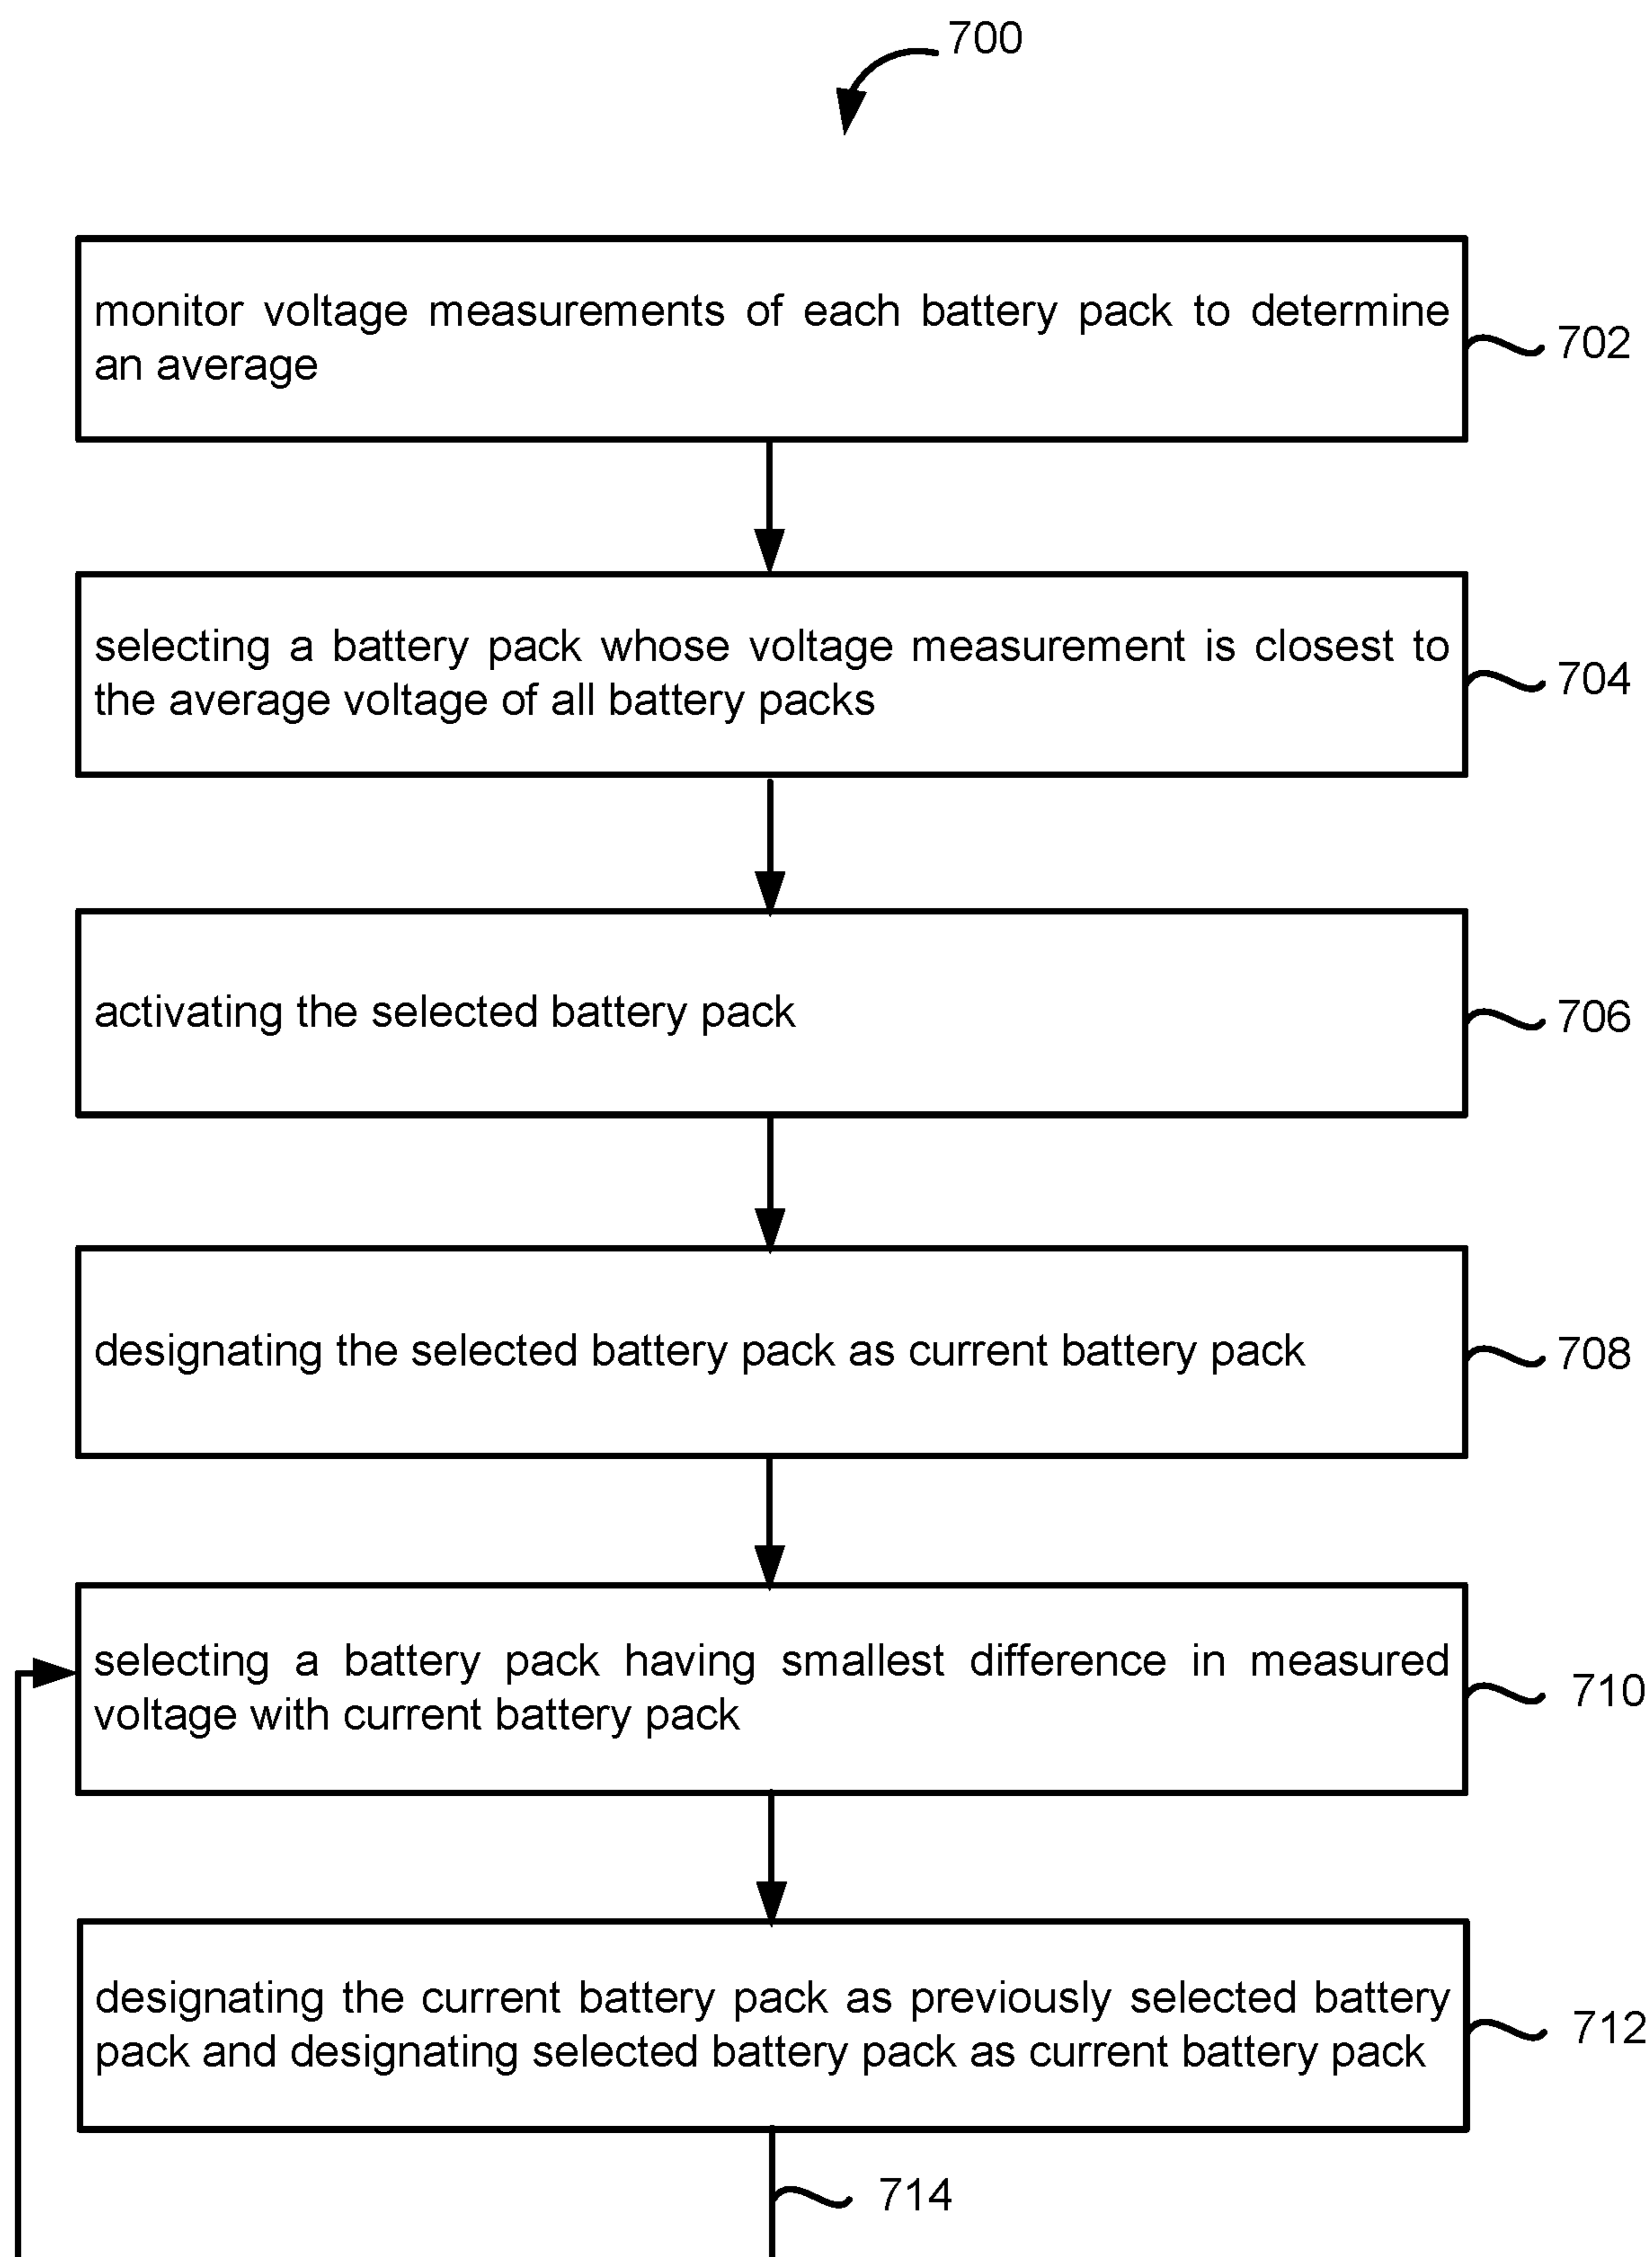 700
monitor voltage measurements of each battery pack to determine
an average
702
selecting a battery pack whose voltage measurement is closest to
the average voltage of all battery packs
704
activating the selected battery pack
706
designating the selected battery pack as current battery pack
708
selecting a battery pack having smallest difference in measured
voltage with current battery pack
710
designating the current battery pack as previously selected battery
pack and designating selected battery pack as current battery pack
712
714